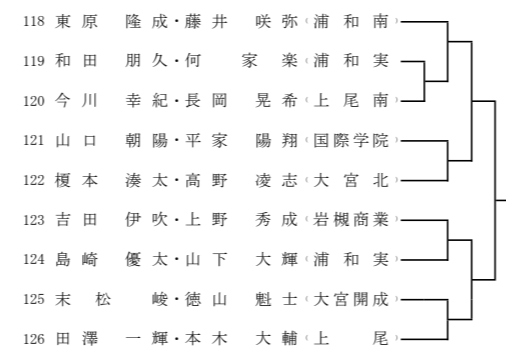 118 東原 隆成・藤井 咲弥（浦和南）
119 和田 朋久・何 家楽（浦和実）
120 今川 幸紀・長岡 晃希（上尾南）
121 山口 朝陽・平家 陽翔（国際学院）
122 榎本 湊太・高野 凌志（大宮北）
123 吉田 伊吹・上野 秀成（岩槻商業）
124 島崎 優太・山下 大輝（浦和実）
125 末松 峻・徳山 魁士（大宮開成）
126 田澤 一輝・本木 大輔（上尾）